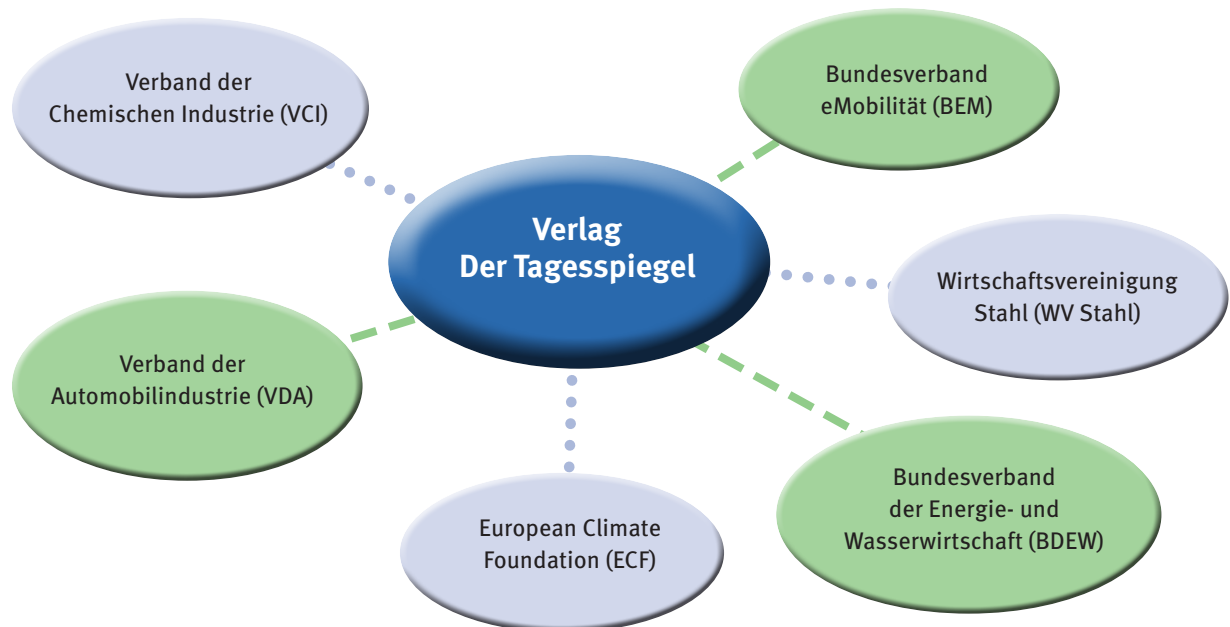 Verband der
Chemischen Industrie (VCI)
Bundesverband
eMobilität (BEM)
Verlag
Der Tagesspiegel
Wirtschaftsvereinigung
Stahl (WV Stahl)
Verband der
Automobilindustrie (VDA)
Bundesverband
der Energie- und
Wasserwirtschaft (BDEW)
European Climate
Foundation (ECF)